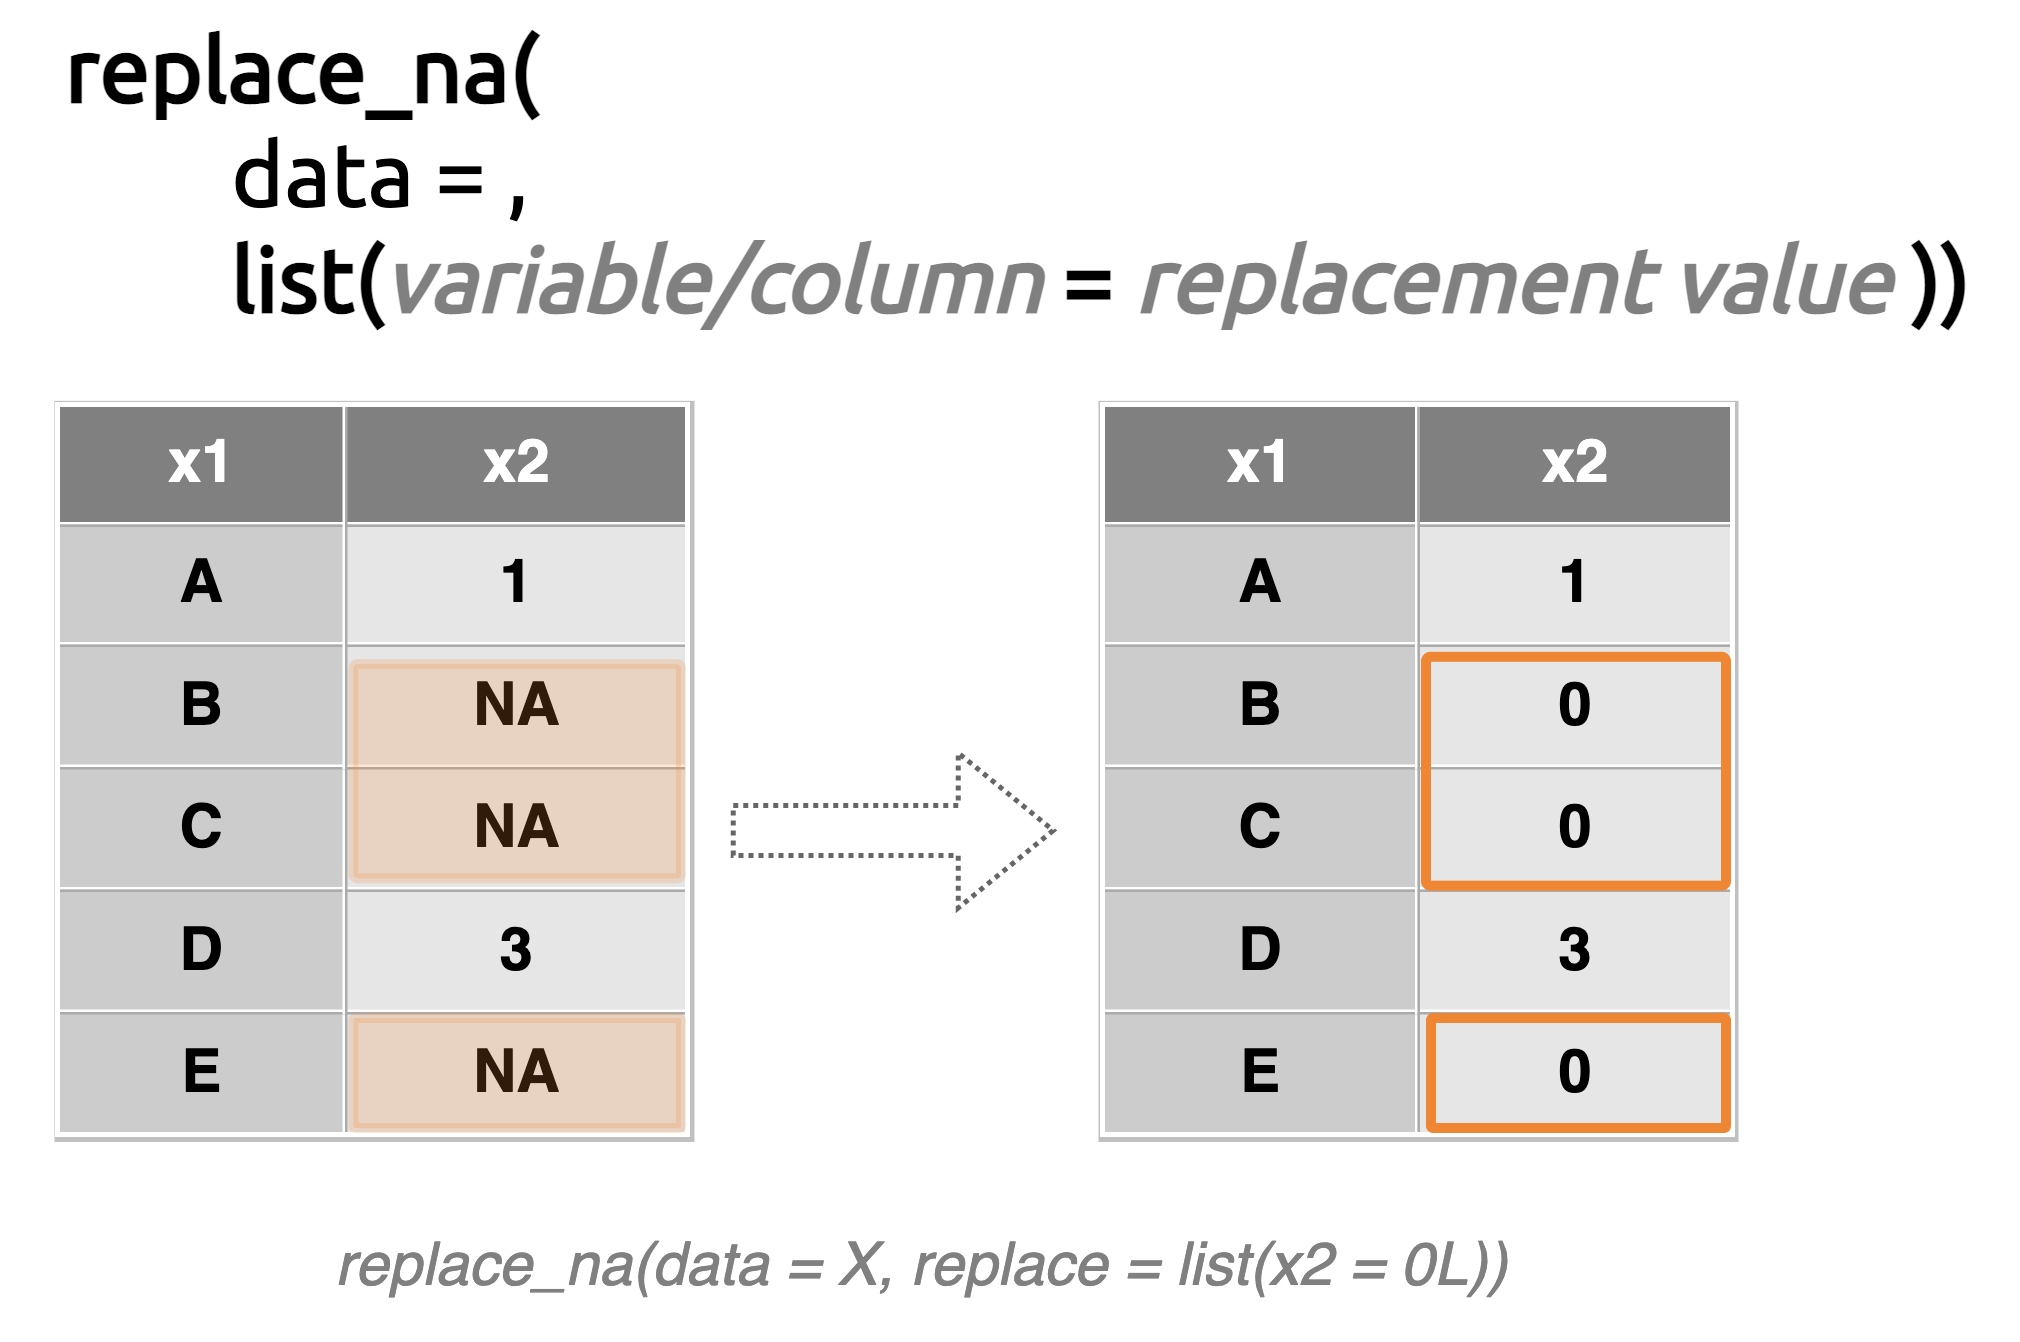 replace_na(
data = ,
list(variable/column = replacement value ))
x1 x2
A 1
B NA
C NA
D 3
E NA
x1 x2
A 1
B 0
C 0
D 3
E 0
replace_na(data = X, replace = list(x2 = 0L))